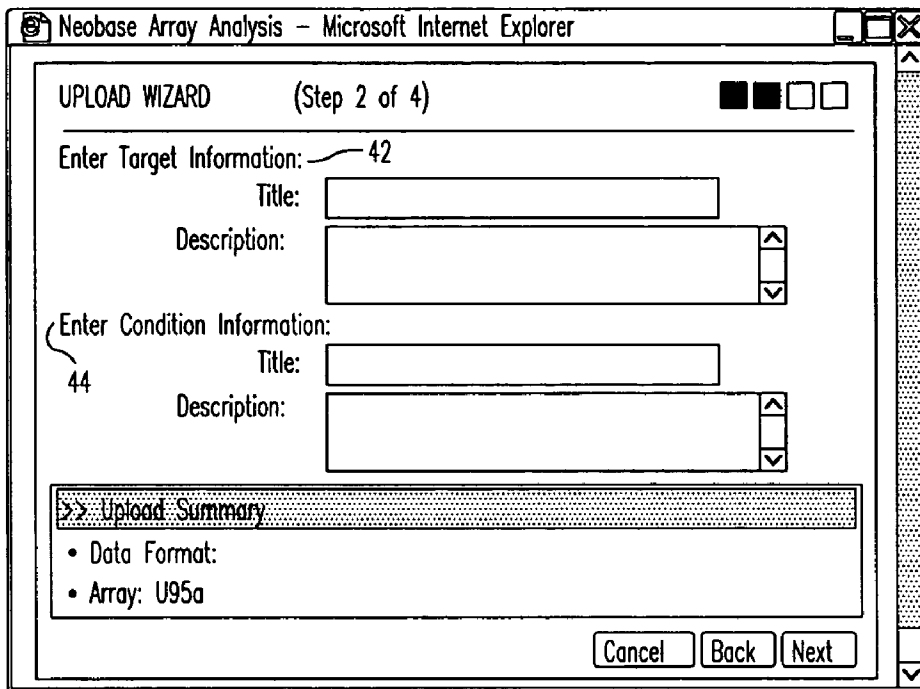 Neobase Array Analysis – Microsoft Internet Explorer
UPLOAD WIZARD (Step 2 of 4)
Enter Target Information: 42
Title:
Description:
Enter Condition Information:
44
Title:
Description:
>> Upload Summary
• Data Format:
• Array: U95a
Cancel Back Next